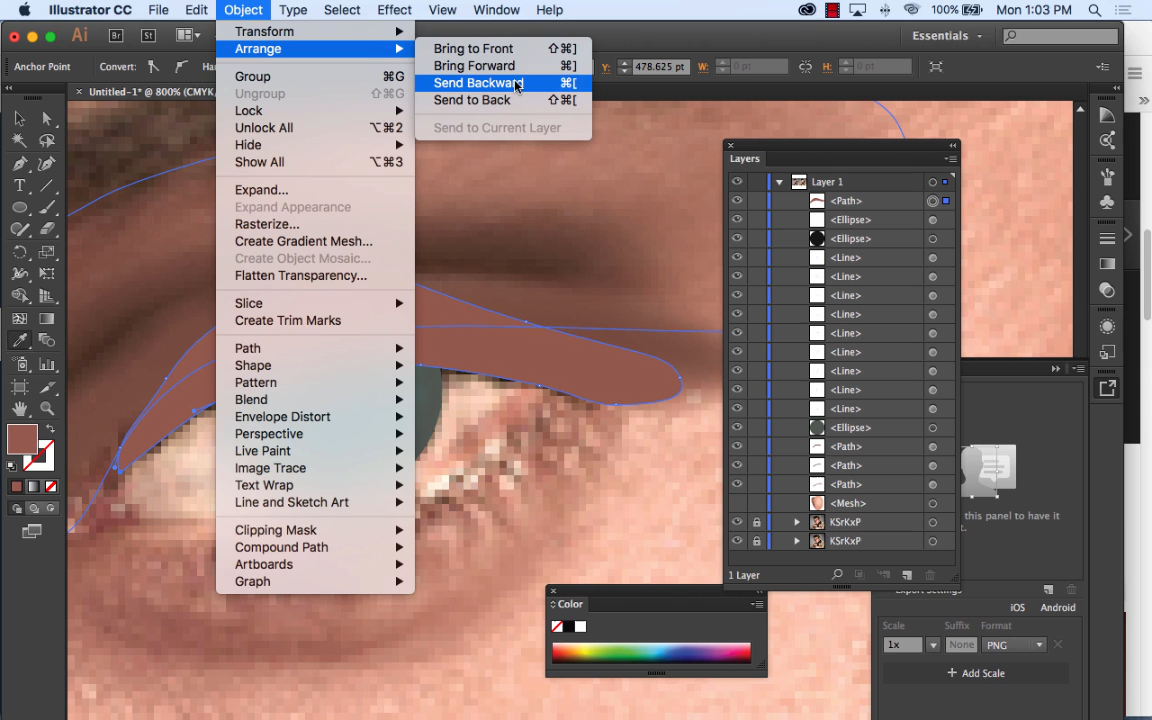 Illustrator CC File Edit Object Type Select Effect View Window Help 100% Mon 1:03 PM
Ai Br St Essentials
Anchor Point Convert: Y: 478.625 pt W: 0 pt H: 0 pt
Untitled-1* @ 800% (CMYK
Transform
Arrange
Group ⌘G
Ungroup ⇧⌘G
Lock
Unlock All ⌥⌘2
Hide
Show All ⌥⌘3
Expand...
Expand Appearance
Rasterize...
Create Gradient Mesh...
Create Object Mosaic...
Flatten Transparency...
Slice
Create Trim Marks
Path
Shape
Pattern
Blend
Envelope Distort
Perspective
Live Paint
Image Trace
Text Wrap
Line and Sketch Art
Clipping Mask
Compound Path
Artboards
Graph
Bring to Front ⇧⌘]
Bring Forward ⌘]
Send Backward ⌘[
Send to Back ⇧⌘[
Send to Current Layer
Layers
Layer 1
<Path>
<Ellipse>
<Ellipse>
<Line>
<Line>
<Line>
<Line>
<Line>
<Line>
<Line>
<Line>
<Line>
<Ellipse>
<Path>
<Path>
<Path>
<Mesh>
KSrKxP
KSrKxP
1 Layer
this panel to have it
Color
iOS Android
Scale Suffix Format
1x None PNG
+ Add Scale